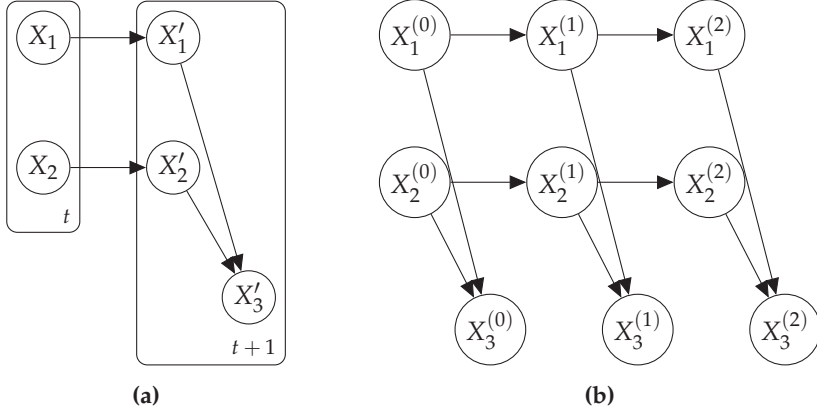 X₁ X′₁ X₁⁽⁰⁾ X₁⁽¹⁾ X₁⁽²⁾
X₂ X′₂ X₂⁽⁰⁾ X₂⁽¹⁾ X₂⁽²⁾
t
X′₃ X₃⁽⁰⁾ X₃⁽¹⁾ X₃⁽²⁾
t + 1
(a) (b)